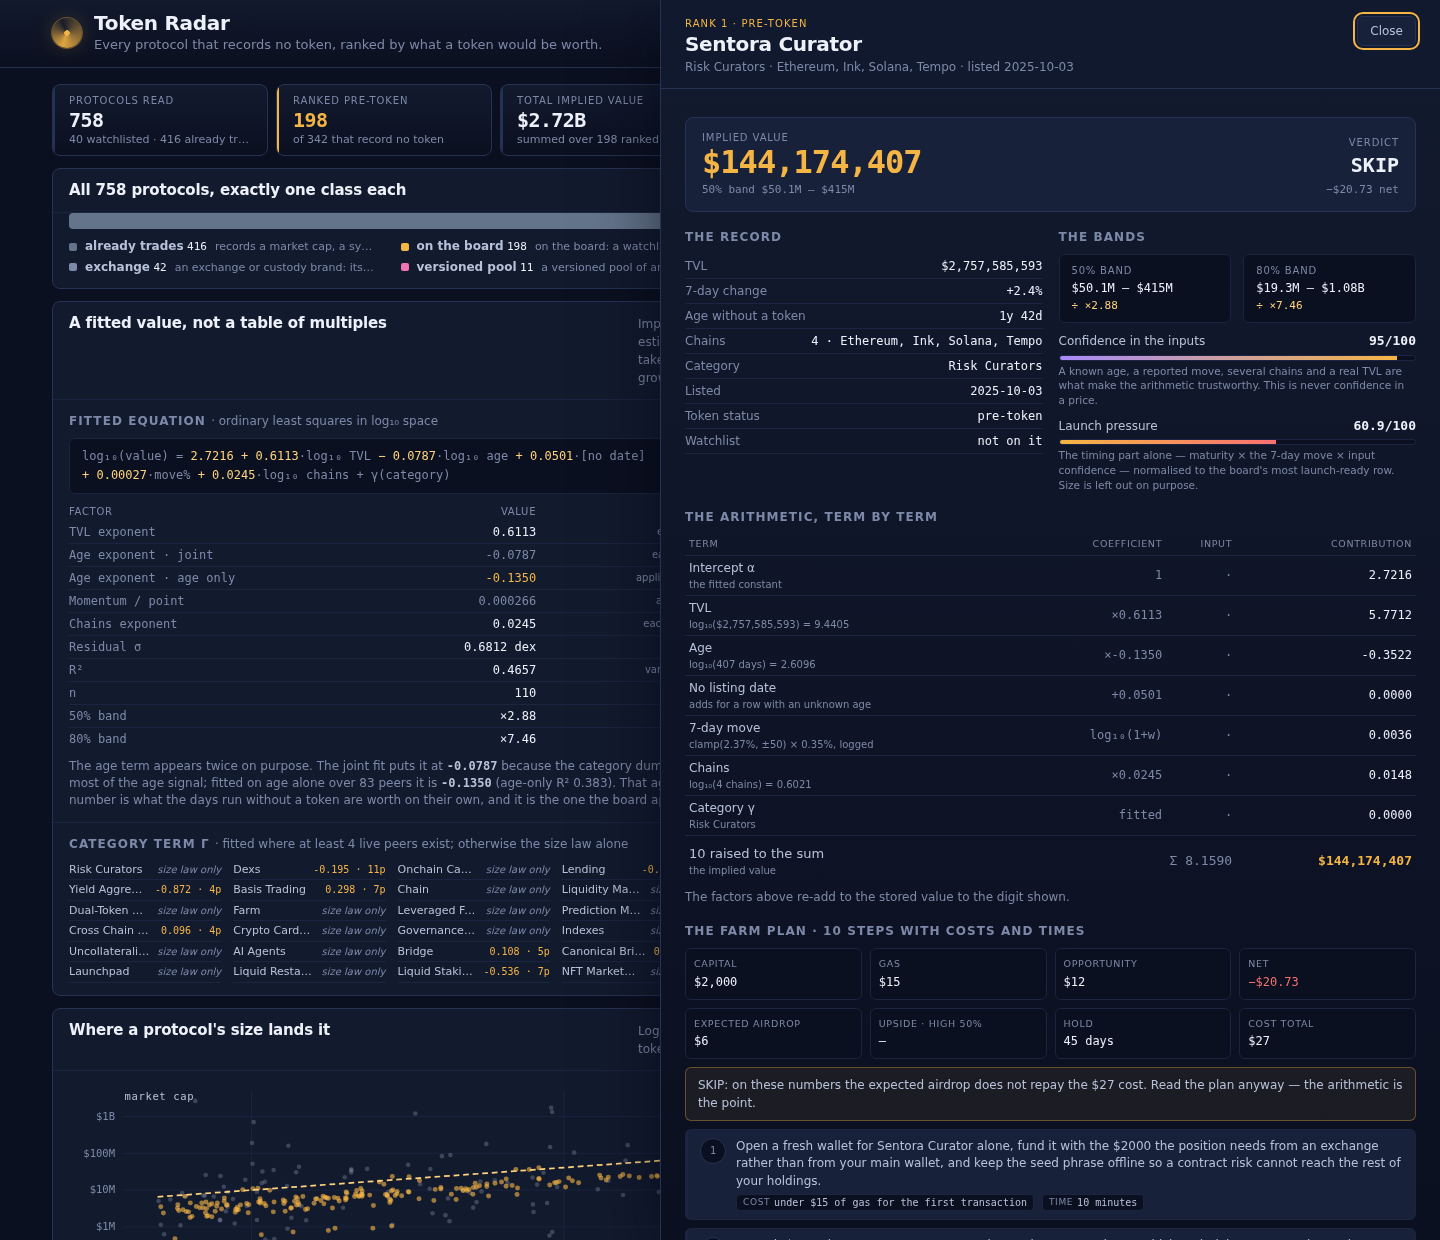 Token Radar
Every protocol that records no token, ranked by what a token would be worth.
PROTOCOLS READ
758
40 watchlisted · 416 already tr…
RANKED PRE-TOKEN
198
of 342 that record no token
TOTAL IMPLIED VALUE
$2.72B
summed over 198 ranked
All 758 protocols, exactly one class each
already trades 416 records a market cap, a sy…
on the board 198 on the board: a watchl
exchange 42 an exchange or custody brand: its…
versioned pool 11 a versioned pool of
A fitted value, not a table of multiples
FITTED EQUATION · ordinary least squares in log₁₀ space
log₁₀(value) = 2.7216 + 0.6113·log₁₀ TVL − 0.0787·log₁₀ age + 0.0501·[no date]
+ 0.00027·move% + 0.0245·log₁₀ chains + γ(category)
FACTOR VALUE
TVL exponent 0.6113
Age exponent · joint -0.0787
Age exponent · age only -0.1350
Momentum / point 0.000266
Chains exponent 0.0245
Residual σ 0.6812 dex
R² 0.4657
n 110
50% band ×2.88
80% band ×7.46
The age term appears twice on purpose. The joint fit puts it at -0.0787 because the category dum
most of the age signal; fitted on age alone over 83 peers it is -0.1350 (age-only R² 0.383). That
number is what the days run without a token are worth on their own, and it is the one the board
CATEGORY TERM Γ · fitted where at least 4 live peers exist; otherwise the size law alone
Risk Curators size law only Dexs -0.195 · 11p Onchain Ca… size law only Lending -0.
Yield Aggre… -0.872 · 4p Basis Trading 0.298 · 7p Chain size law only Liquidity Ma…
Dual-Token … size law only Farm size law only Leveraged F… size law only Prediction M…
Cross Chain … 0.096 · 4p Crypto Card… size law only Governance… size law only Indexes
Uncollaterali… size law only AI Agents size law only Bridge 0.108 · 5p Canonical Bri…
Launchpad size law only Liquid Resta… size law only Liquid Staki… -0.536 · 7p NFT Market…
Where a protocol's size lands it
market cap
$1B
$100M
$10M
$1M
RANK 1 · PRE-TOKEN
Sentora Curator
Risk Curators · Ethereum, Ink, Solana, Tempo · listed 2025-10-03
Close
IMPLIED VALUE
$144,174,407
50% band $50.1M – $415M
VERDICT
SKIP
−$20.73 net
THE RECORD
TVL $2,757,585,593
7-day change +2.4%
Age without a token 1y 42d
Chains 4 · Ethereum, Ink, Solana, Tempo
Category Risk Curators
Listed 2025-10-03
Token status pre-token
Watchlist not on it
THE BANDS
50% BAND
$50.1M – $415M
÷ ×2.88
80% BAND
$19.3M – $1.08B
÷ ×7.46
Confidence in the inputs 95/100
A known age, a reported move, several chains and a real TVL are
what make the arithmetic trustworthy. This is never confidence in
a price.
Launch pressure 60.9/100
The timing part alone — maturity × the 7-day move × input
confidence — normalised to the board's most launch-ready row.
Size is left out on purpose.
THE ARITHMETIC, TERM BY TERM
TERM COEFFICIENT INPUT CONTRIBUTION
Intercept α 1 · 2.7216
the fitted constant
TVL ×0.6113 · 5.7712
log₁₀($2,757,585,593) = 9.4405
Age ×-0.1350 · -0.3522
log₁₀(407 days) = 2.6096
No listing date +0.0501 · 0.0000
adds for a row with an unknown age
7-day move log₁₀(1+w) · 0.0036
clamp(2.37%, ±50) × 0.35%, logged
Chains ×0.0245 · 0.0148
log₁₀(4 chains) = 0.6021
Category γ fitted · 0.0000
Risk Curators
10 raised to the sum Σ 8.1590 $144,174,407
the implied value
The factors above re-add to the stored value to the digit shown.
THE FARM PLAN · 10 STEPS WITH COSTS AND TIMES
CAPITAL
$2,000
GAS
$15
OPPORTUNITY
$12
NET
−$20.73
EXPECTED AIRDROP
$6
UPSIDE · HIGH 50%
—
HOLD
45 days
COST TOTAL
$27
SKIP: on these numbers the expected airdrop does not repay the $27 cost. Read the plan anyway — the arithmetic is
the point.
1
Open a fresh wallet for Sentora Curator alone, fund it with the $2000 the position needs from an exchange
rather than from your main wallet, and keep the seed phrase offline so a contract risk cannot reach the rest of
your holdings.
COST under $15 of gas for the first transaction TIME 10 minutes